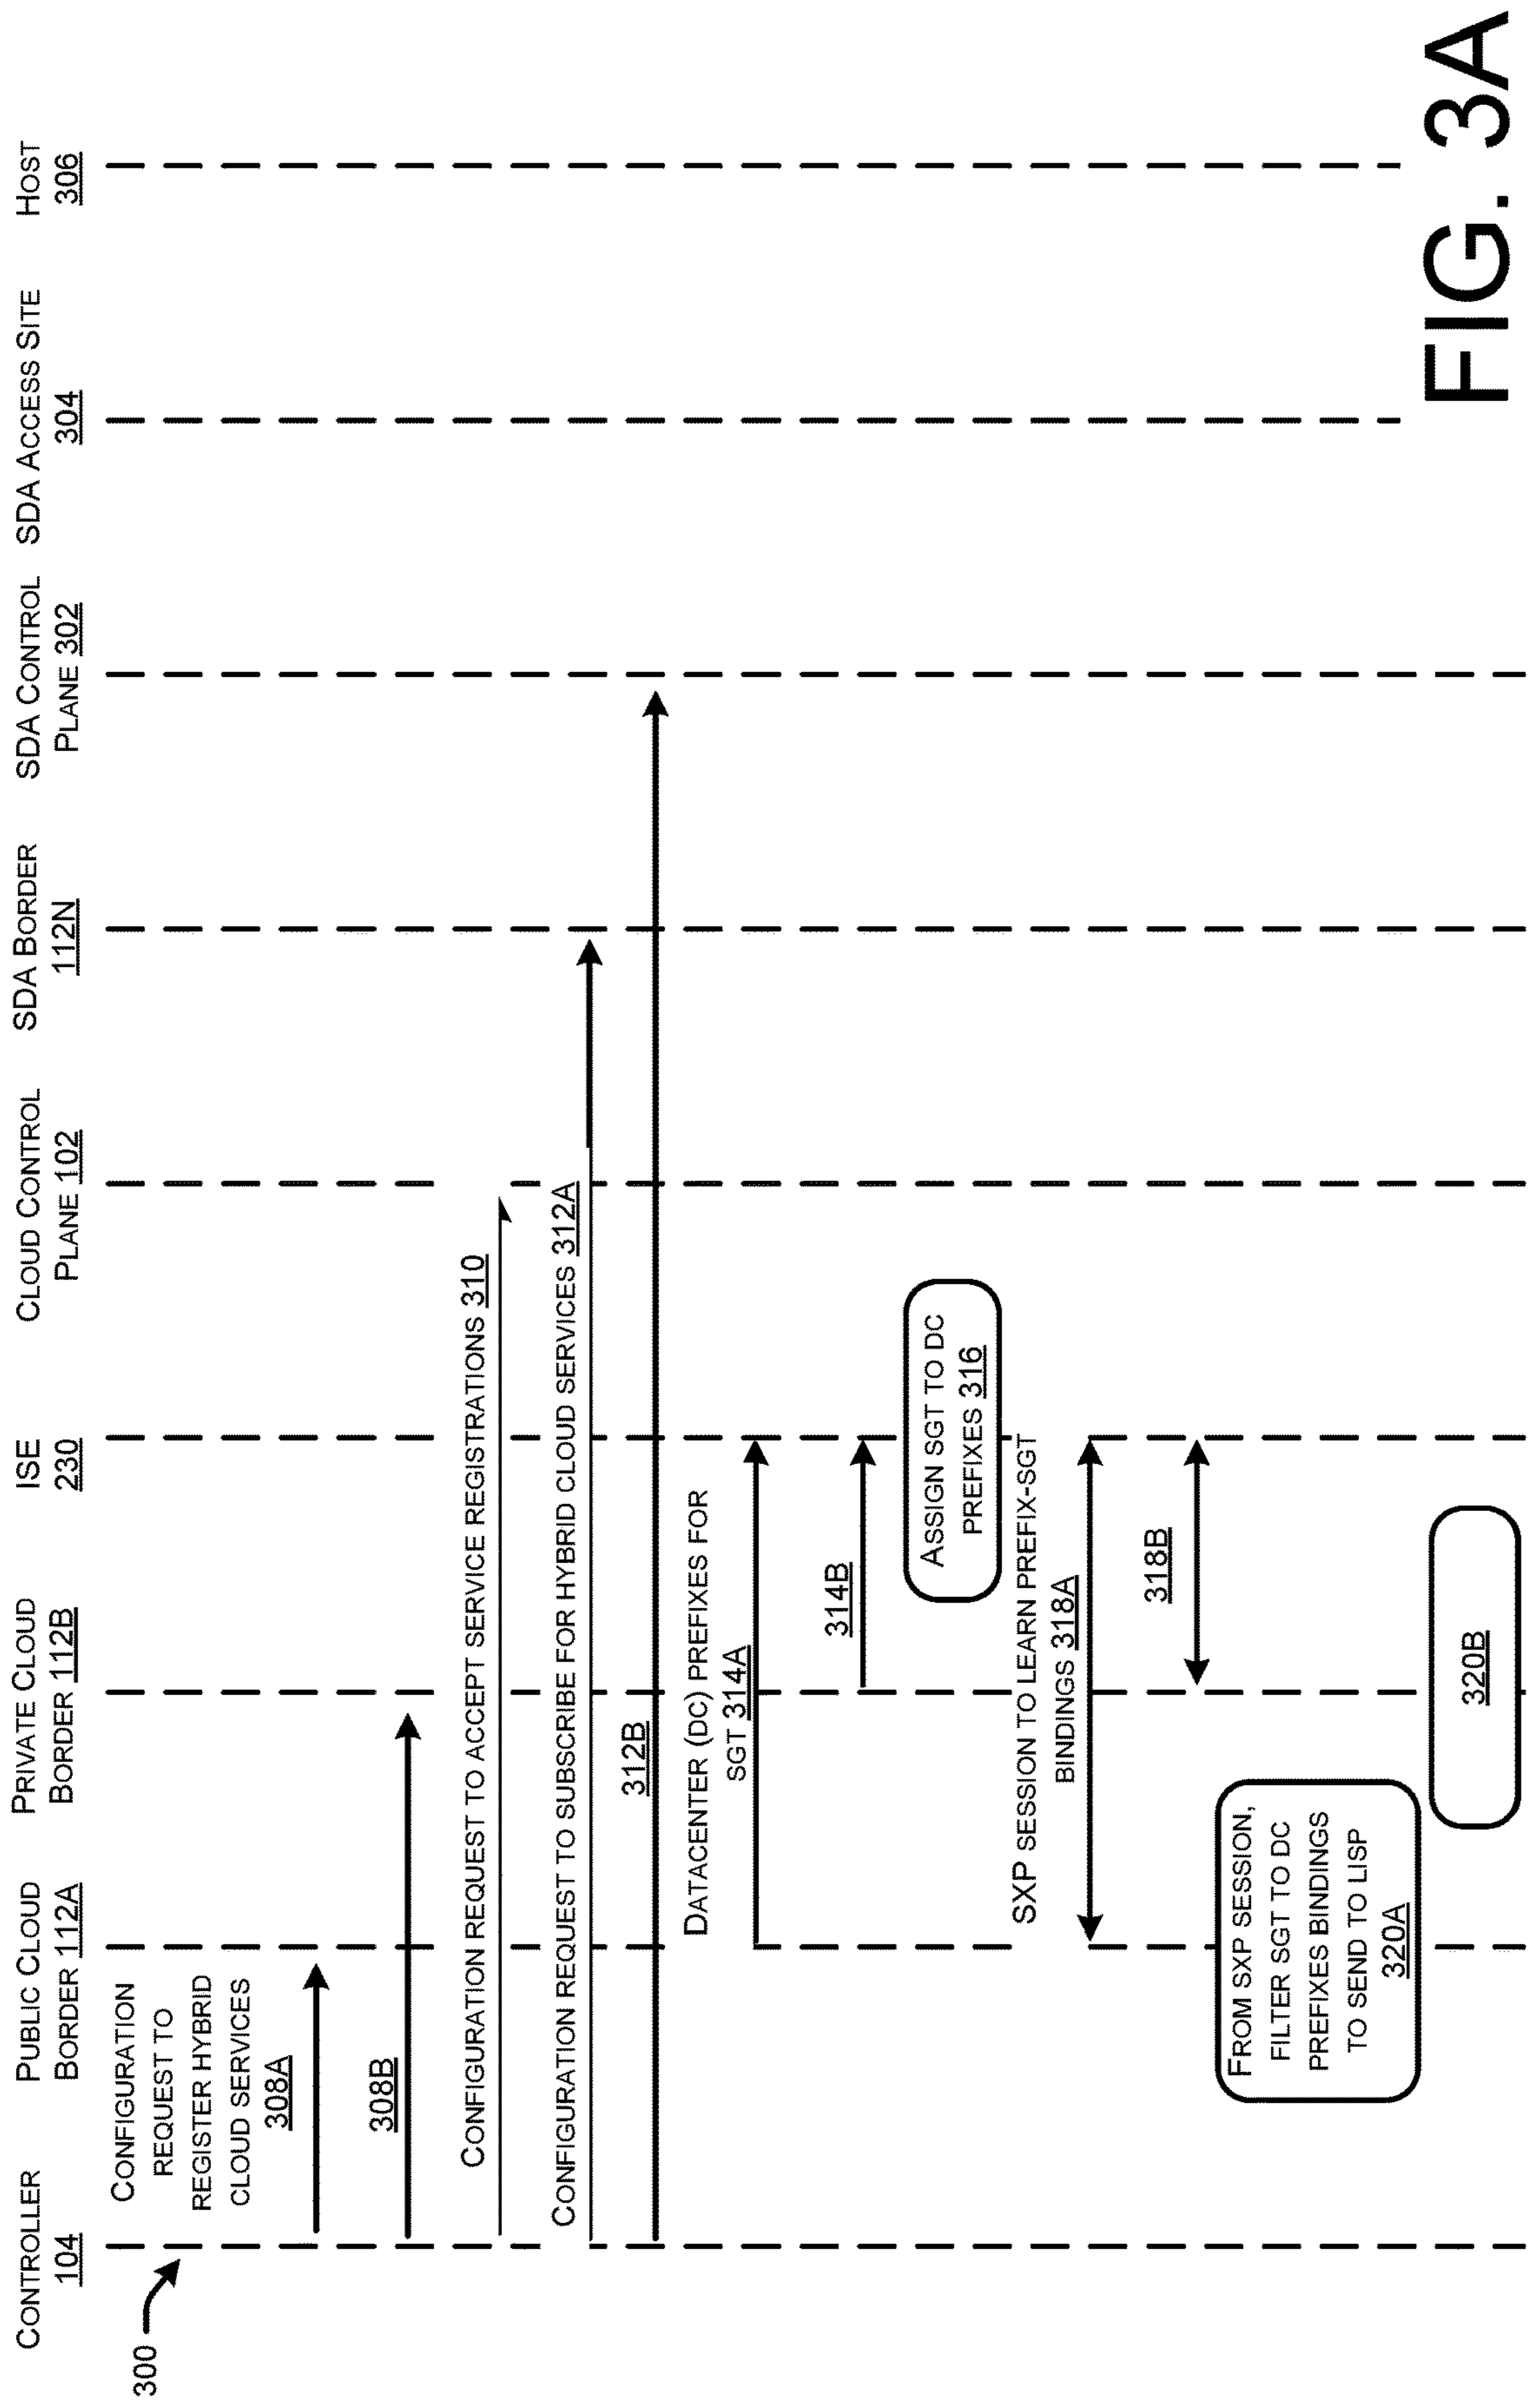 CONTROLLER
104
PUBLIC CLOUD
BORDER 112A
PRIVATE CLOUD
BORDER 112B
ISE
230
CLOUD CONTROL
PLANE 102
SDA BORDER
112N
SDA CONTROL
PLANE 302
SDA ACCESS SITE
304
HOST
306
300
CONFIGURATION
REQUEST TO
REGISTER HYBRID
CLOUD SERVICES
308A
308B
CONFIGURATION REQUEST TO ACCEPT SERVICE REGISTRATIONS 310
CONFIGURATION REQUEST TO SUBSCRIBE FOR HYBRID CLOUD SERVICES 312A
312B
DATACENTER (DC) PREFIXES FOR
SGT 314A
314B
ASSIGN SGT TO DC
PREFIXES 316
SXP SESSION TO LEARN PREFIX-SGT
BINDINGS 318A
318B
FROM SXP SESSION,
FILTER SGT TO DC
PREFIXES BINDINGS
TO SEND TO LISP
320A
320B
FIG. 3A